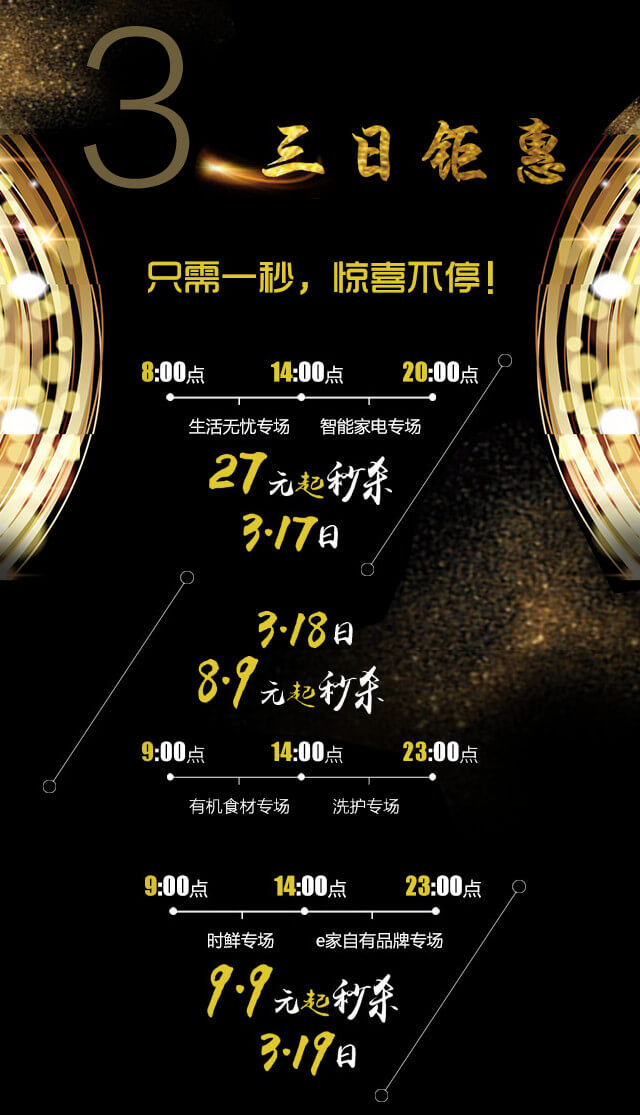 3
三日钜惠
只需一秒，惊喜不停!
8:00点 14:00点 20:00点
生活无忧专场 智能家电专场
27元起秒杀
3·17日
3·18日
8·9元起秒杀
9:00点 14:00点 23:00点
有机食材专场 洗护专场
9:00点 14:00点 23:00点
时鲜专场 e家自有品牌专场
9·9元起秒杀
3·19日